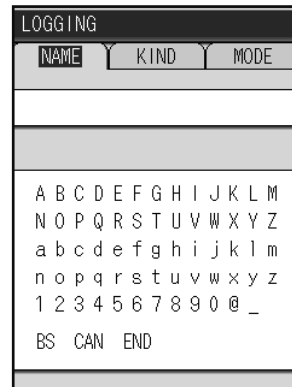 LOGGING
NAME KIND MODE
A B C D E F G H I J K L M
N O P Q R S T U V W X Y Z
a b c d e f g h i j k l m
n o p q r s t u v w x y z
1 2 3 4 5 6 7 8 9 0 @ _
BS CAN END